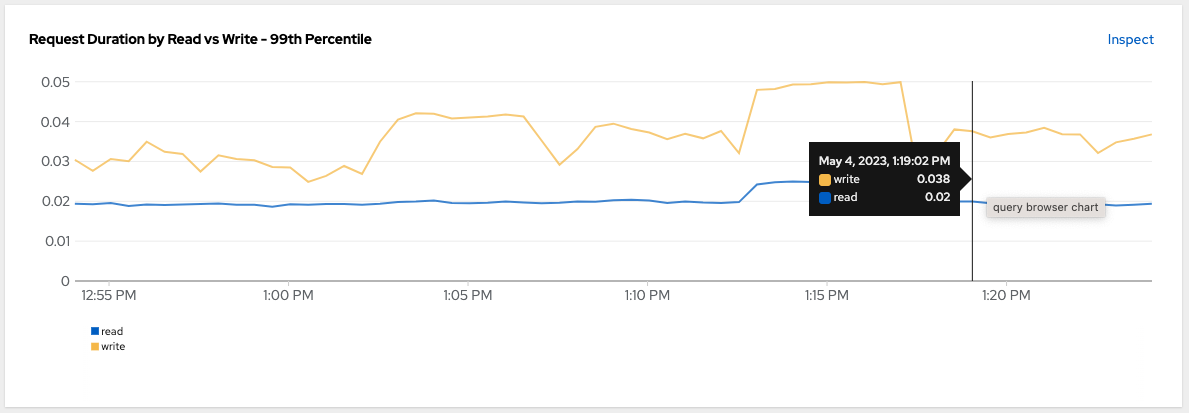 Request Duration by Read vs Write - 99th Percentile
Inspect
0.05
0.04
0.03
0.02
0.01
0
May 4, 2023, 1:19:02 PM
write 0.038
read 0.02
query browser chart
12:55 PM 1:00 PM 1:05 PM 1:10 PM 1:15 PM 1:20 PM
read
write